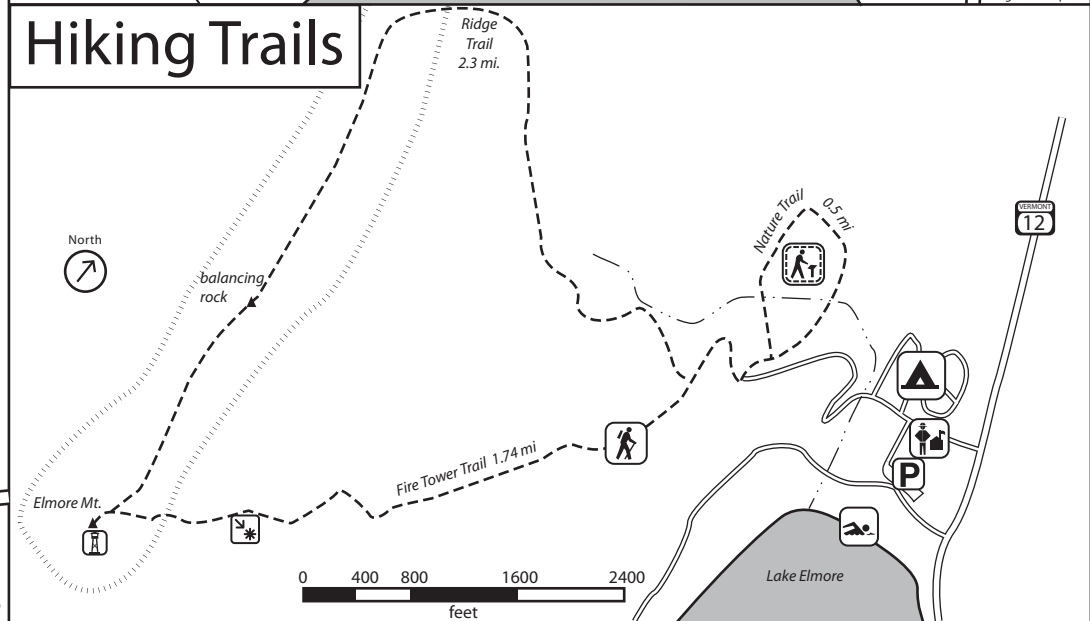 Hiking Trails
Ridge
Trail
2.3 mi.
Nature Trail
0.5 mi
VERMONT
12
North
balancing
rock
Fire Tower Trail 1.74 mi
P
Elmore Mt.
0 400 800 1600 2400
feet
Lake Elmore